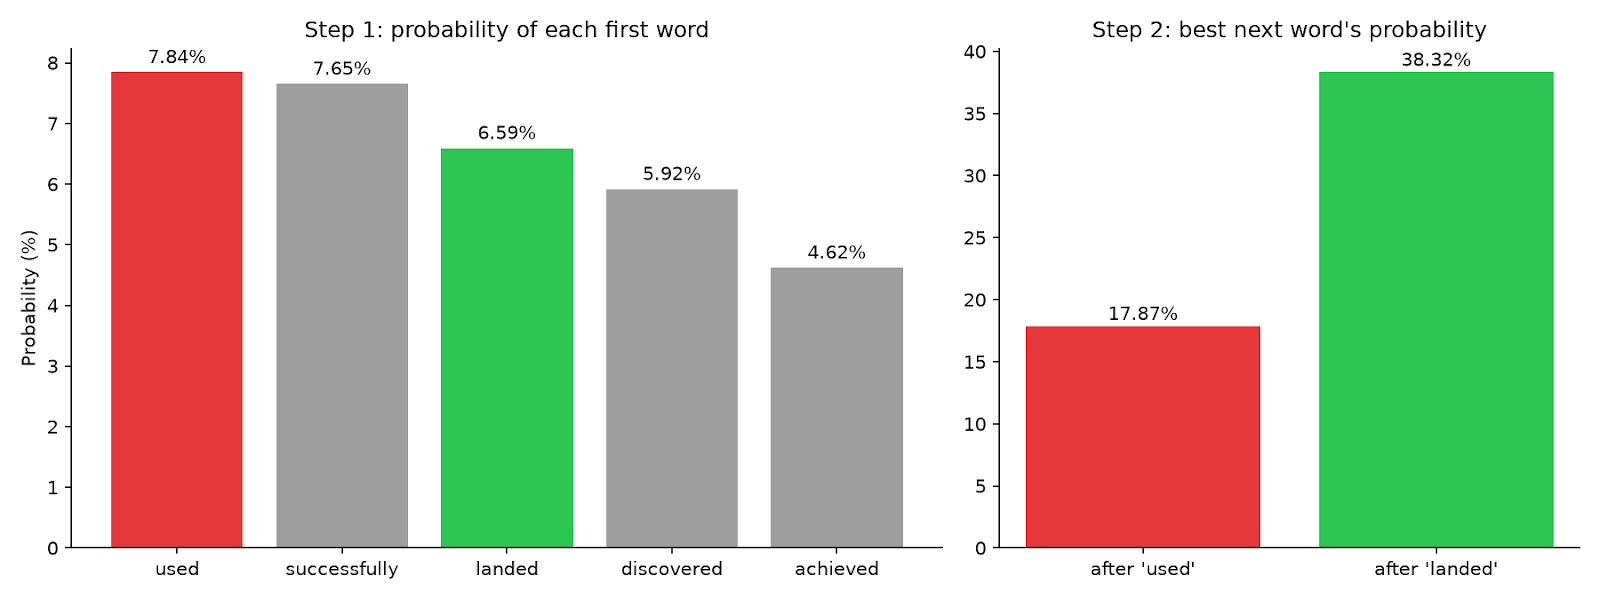 Step 1: probability of each first word
Probability (%)
8
7
6
5
4
3
2
1
0
7.84%
7.65%
6.59%
5.92%
4.62%
used
successfully
landed
discovered
achieved
Step 2: best next word's probability
40
35
30
25
20
15
10
5
0
17.87%
38.32%
after 'used'
after 'landed'